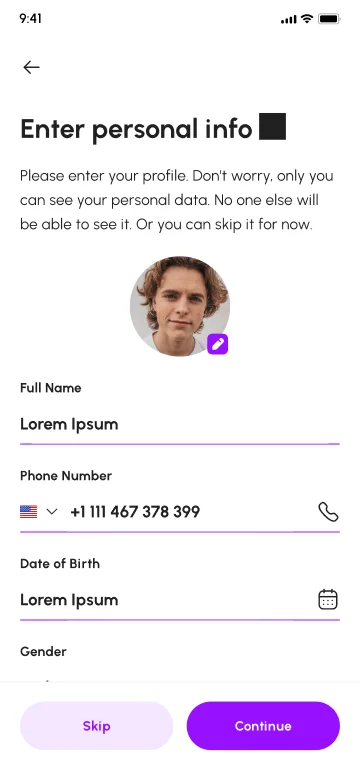 9:41
Enter personal info
Please enter your profile. Don't worry, only you
can see your personal data. No one else will
be able to see it. Or you can skip it for now.
Full Name
Lorem Ipsum
Phone Number
+1 111 467 378 399
Date of Birth
Lorem Ipsum
Gender
Skip
Continue